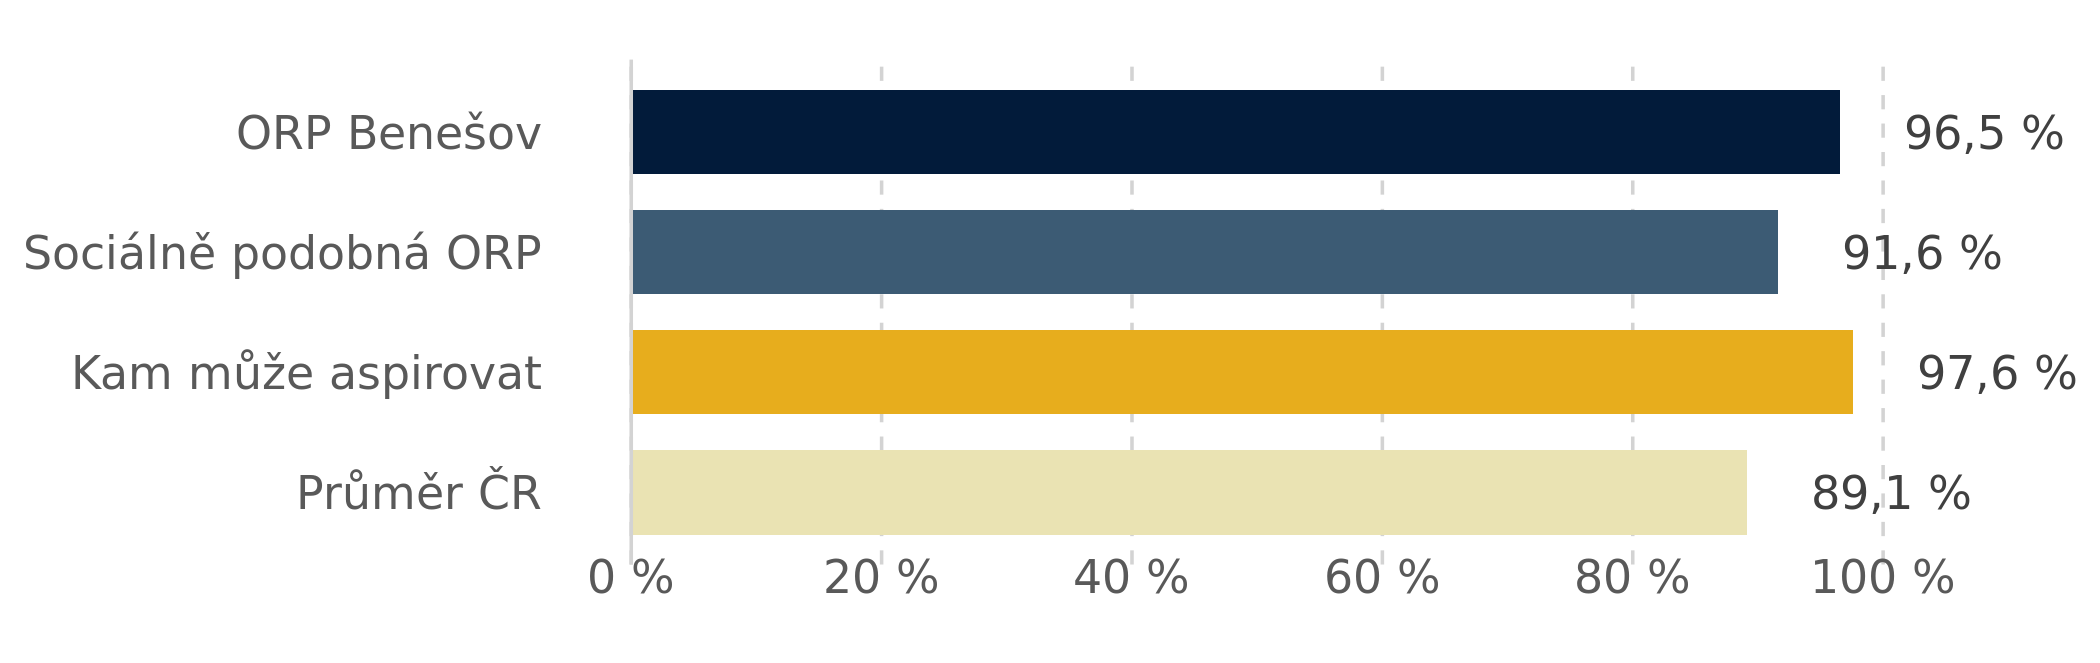 ORP Benešov 96,5 %
Sociálně podobná ORP 91,6 %
Kam může aspirovat 97,6 %
Průměr ČR 89,1 %
0 % 20 % 40 % 60 % 80 % 100 %